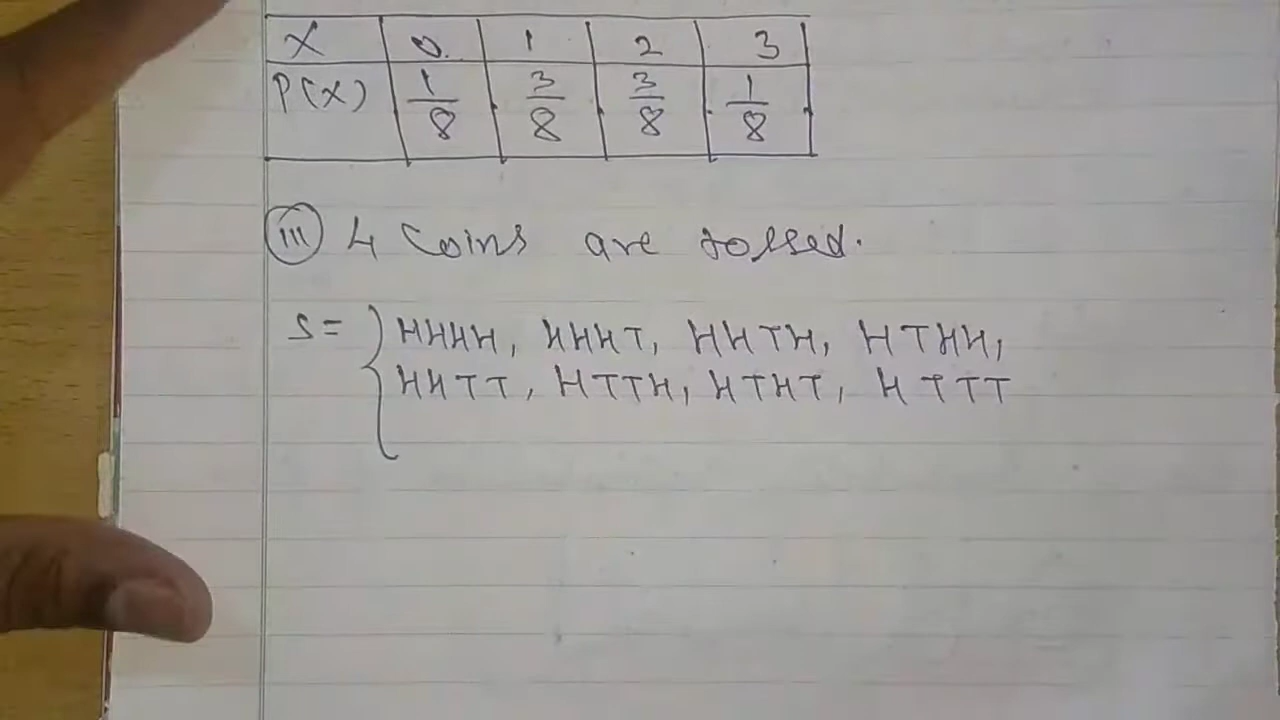 X 0 1 2 3
P(X) 1/8 3/8 3/8 1/8
(iii) 4 Coins are tossed.
S = { HHHH, HHHT, HHTH, HTHH,
HHTT, HTTH, HTHT, HTTT